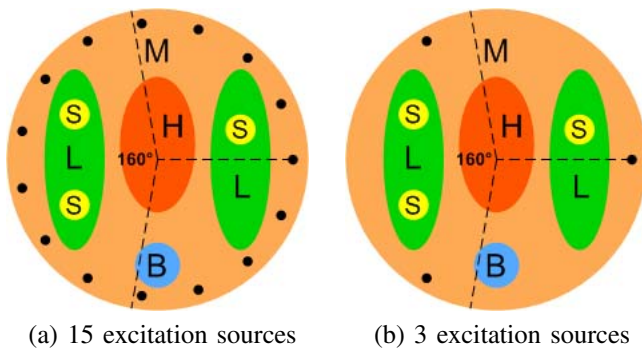 M
S
H
S
L
160°
L
S
B
(a) 15 excitation sources
M
S
H
S
L
160°
L
S
B
(b) 3 excitation sources